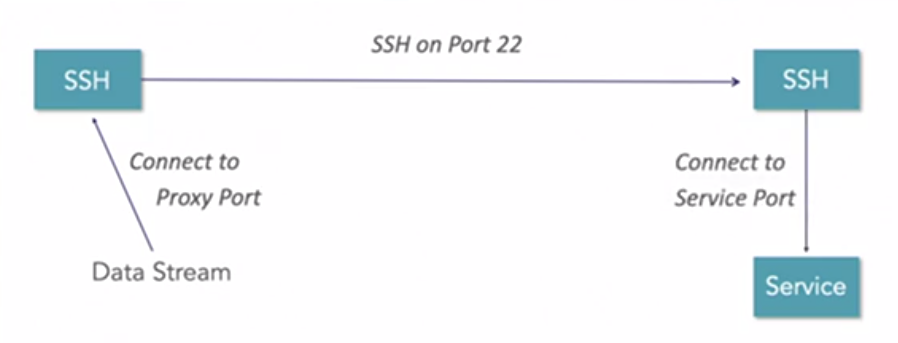 SSH on Port 22
SSH
SSH
Connect to
Proxy Port
Connect to
Service Port
Data Stream
Service